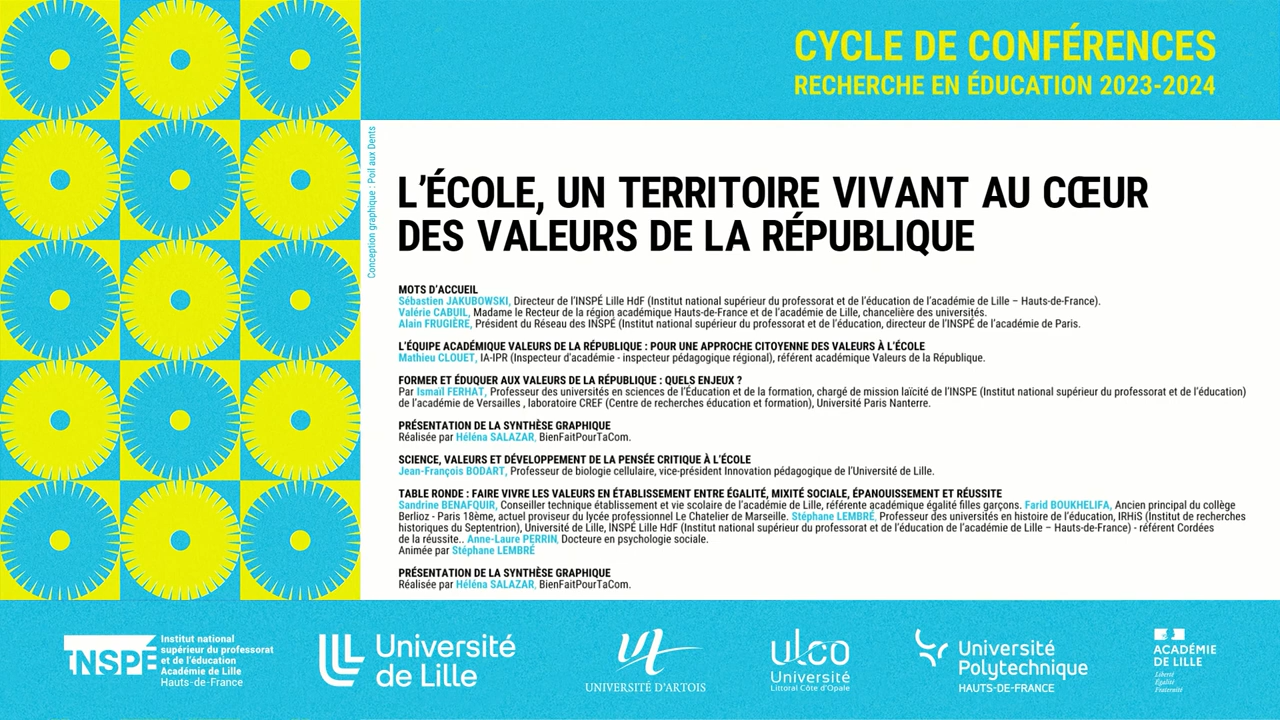 CYCLE DE CONFÉRENCES
RECHERCHE EN ÉDUCATION 2023-2024
Conception graphique : Poil aux Dents
L'ÉCOLE, UN TERRITOIRE VIVANT AU CŒUR
DES VALEURS DE LA RÉPUBLIQUE
MOTS D'ACCUEIL
Sébastien JAKUBOWSKI, Directeur de l'INSPÉ Lille HdF (Institut national supérieur du professorat et de l'éducation de l'académie de Lille – Hauts-de-France).
Valérie CABUIL, Madame le Recteur de la région académique Hauts-de-France et de l'académie de Lille, chancelière des universités.
Alain FRUGIÈRE, Président du Réseau des INSPÉ (Institut national supérieur du professorat et de l'éducation, directeur de l'INSPÉ de l'académie de Paris.
L'ÉQUIPE ACADÉMIQUE VALEURS DE LA RÉPUBLIQUE : POUR UNE APPROCHE CITOYENNE DES VALEURS À L'ÉCOLE
Mathieu CLOUET, IA-IPR (Inspecteur d'académie - inspecteur pédagogique régional), référent académique Valeurs de la République.
FORMER ET ÉDUQUER AUX VALEURS DE LA RÉPUBLIQUE : QUELS ENJEUX ?
Par Ismaïl FERHAT, Professeur des universités en sciences de l'Éducation et de la formation, chargé de mission laïcité de l'INSPE (Institut national supérieur du professorat et de l'éducation)
de l'académie de Versailles , laboratoire CREF (Centre de recherches éducation et formation), Université Paris Nanterre.
PRÉSENTATION DE LA SYNTHÈSE GRAPHIQUE
Réalisée par Héléna SALAZAR, BienFaitPourTaCom.
SCIENCE, VALEURS ET DÉVELOPPEMENT DE LA PENSÉE CRITIQUE À L'ÉCOLE
Jean-François BODART, Professeur de biologie cellulaire, vice-président Innovation pédagogique de l'Université de Lille.
TABLE RONDE : FAIRE VIVRE LES VALEURS EN ÉTABLISSEMENT ENTRE ÉGALITÉ, MIXITÉ SOCIALE, ÉPANOUISSEMENT ET RÉUSSITE
Sandrine BENAFQUIR, Conseiller technique établissement et vie scolaire de l'académie de Lille, référente académique égalité filles garçons. Farid BOUKHELIFA, Ancien principal du collège
Berlioz - Paris 18ème, actuel proviseur du lycée professionnel Le Chatelier de Marseille. Stéphane LEMBRÉ, Professeur des universités en histoire de l'éducation, IRHiS (Institut de recherches
historiques du Septentrion), Université de Lille, INSPÉ Lille HdF (Institut national supérieur du professorat et de l'éducation de l'académie de Lille – Hauts-de-France) - référent Cordées
de la réussite.. Anne-Laure PERRIN, Docteure en psychologie sociale.
Animée par Stéphane LEMBRÉ
PRÉSENTATION DE LA SYNTHÈSE GRAPHIQUE
Réalisée par Héléna SALAZAR, BienFaitPourTaCom.
INSPÉ
Institut national
supérieur du professorat
et de l'éducation
Académie de Lille
Hauts-de-France
Université
de Lille
UNIVERSITÉ D'ARTOIS
ulco
Université
Littoral Côte d'Opale
Université
Polytechnique
HAUTS-DE-FRANCE
ACADÉMIE
DE LILLE
Liberté
Égalité
Fraternité